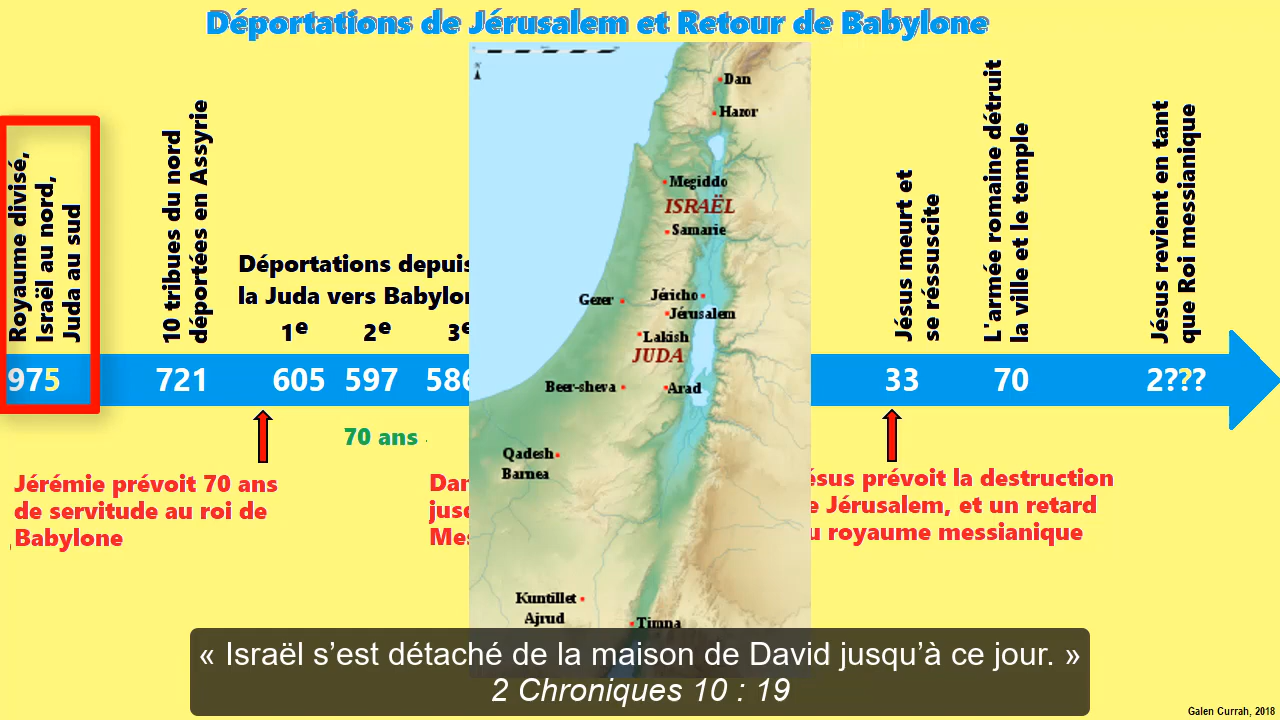 Déportations de Jérusalem et Retour de Babylone
Royaume divisé,
Israël au nord,
Juda au sud
10 tribues du nord
déportées en Assyrie
Déportations depuis
la Juda vers Babylon
1e 2e 3e
Jésus meurt et
se réssuscite
L'armée romaine détruit
la ville et le temple
Jésus revient en tant
que Roi messianique
975 721 605 597 586 33 70 2???
70 ans
Jérémie prévoit 70 ans
de servitude au roi de
Babylone
Dan
jusq
Mes
ésus prévoit la destruction
e Jérusalem, et un retard
u royaume messianique
Dan
Hazor
Megiddo
ISRAËL
Samarie
Gezer
Jéricho
Jérusalem
Lakish
JUDA
Beer-sheva
Arad
Qadesh
Barnea
Kuntillet
Ajrud
Timna
« Israël s’est détaché de la maison de David jusqu’à ce jour. »
2 Chroniques 10 : 19
Galen Currah, 2018